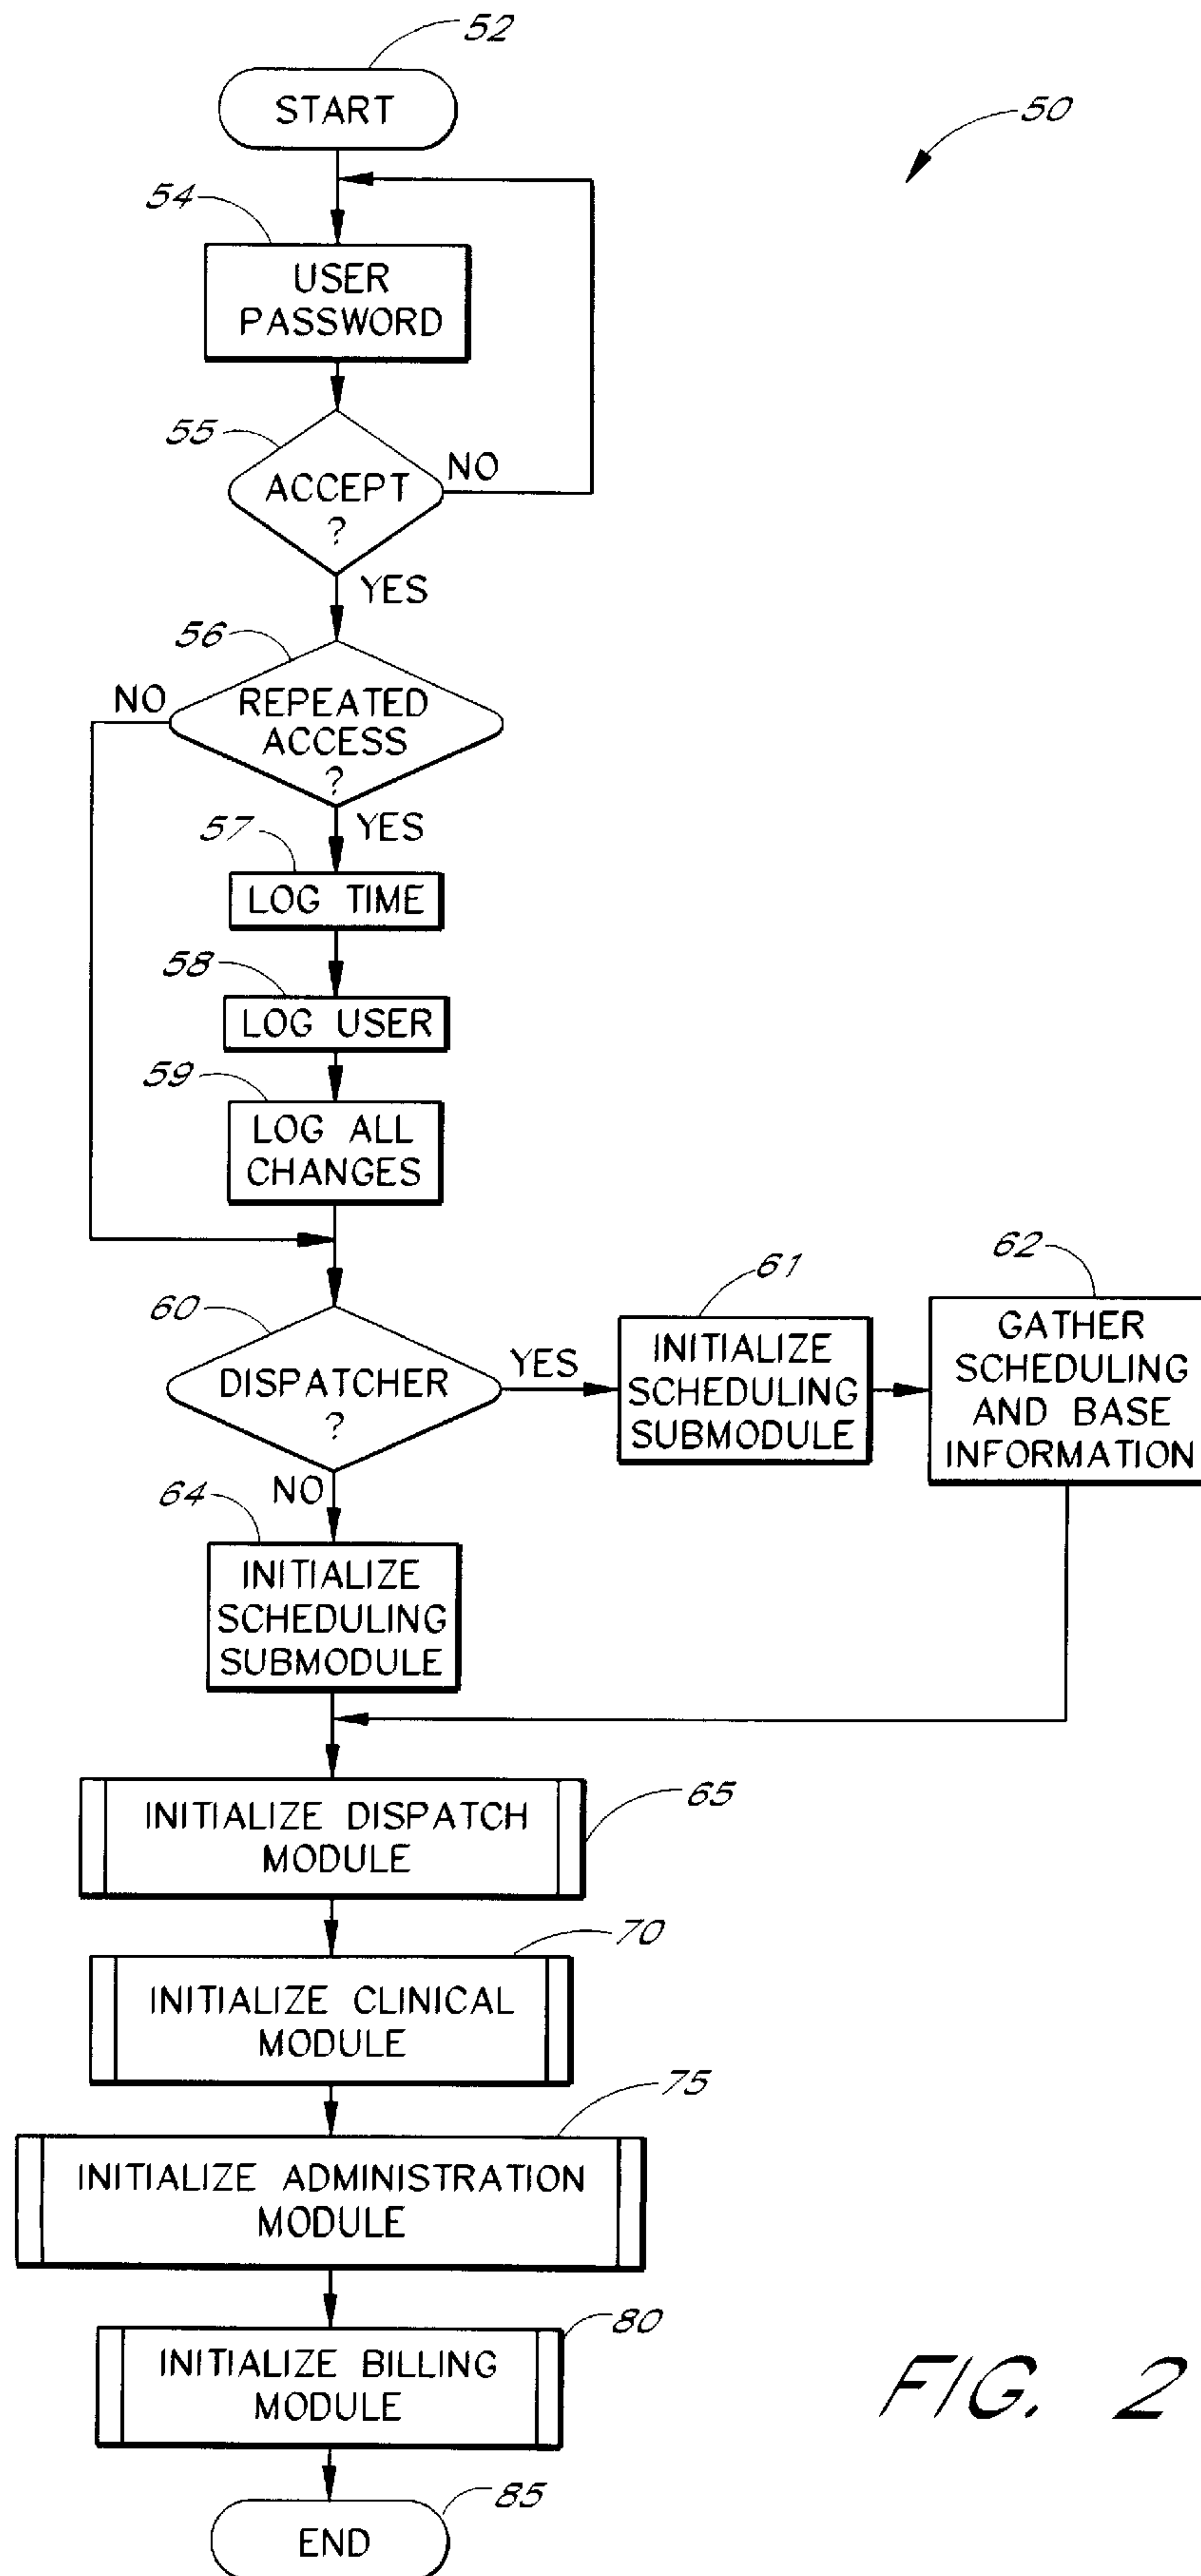 52
START
50
54
USER
PASSWORD
55
ACCEPT
?
NO
YES
56
NO
REPEATED
ACCESS
?
YES
57
LOG TIME
58
LOG USER
59
LOG ALL
CHANGES
60
DISPATCHER
?
YES
61
INITIALIZE
SCHEDULING
SUBMODULE
62
GATHER
SCHEDULING
AND BASE
INFORMATION
NO
64
INITIALIZE
SCHEDULING
SUBMODULE
65
INITIALIZE DISPATCH
MODULE
70
INITIALIZE CLINICAL
MODULE
75
INITIALIZE ADMINISTRATION
MODULE
80
INITIALIZE BILLING
MODULE
FIG. 2
85
END